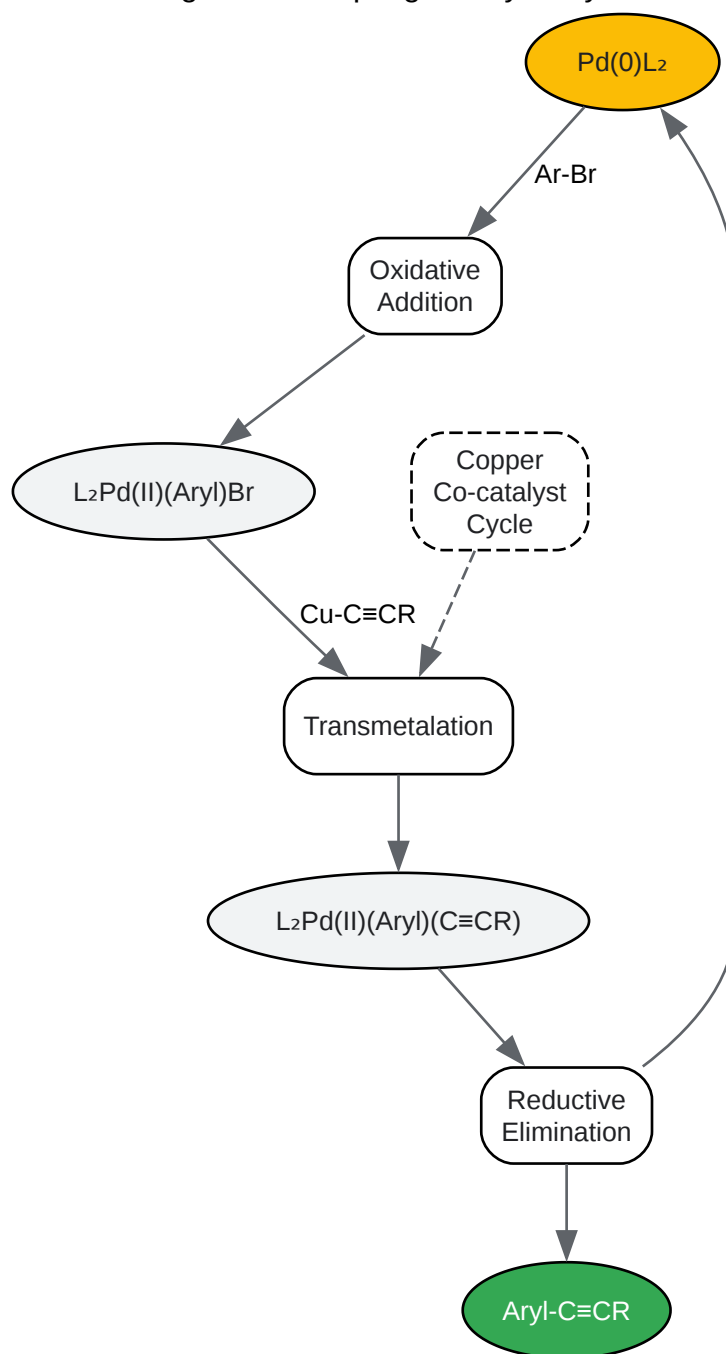 Pd(0)L₂
Ar-Br
Oxidative
Addition
L₂Pd(II)(Aryl)Br
Copper
Co-catalyst
Cycle
Cu-C≡CR
Transmetalation
L₂Pd(II)(Aryl)(C≡CR)
Reductive
Elimination
Aryl-C≡CR